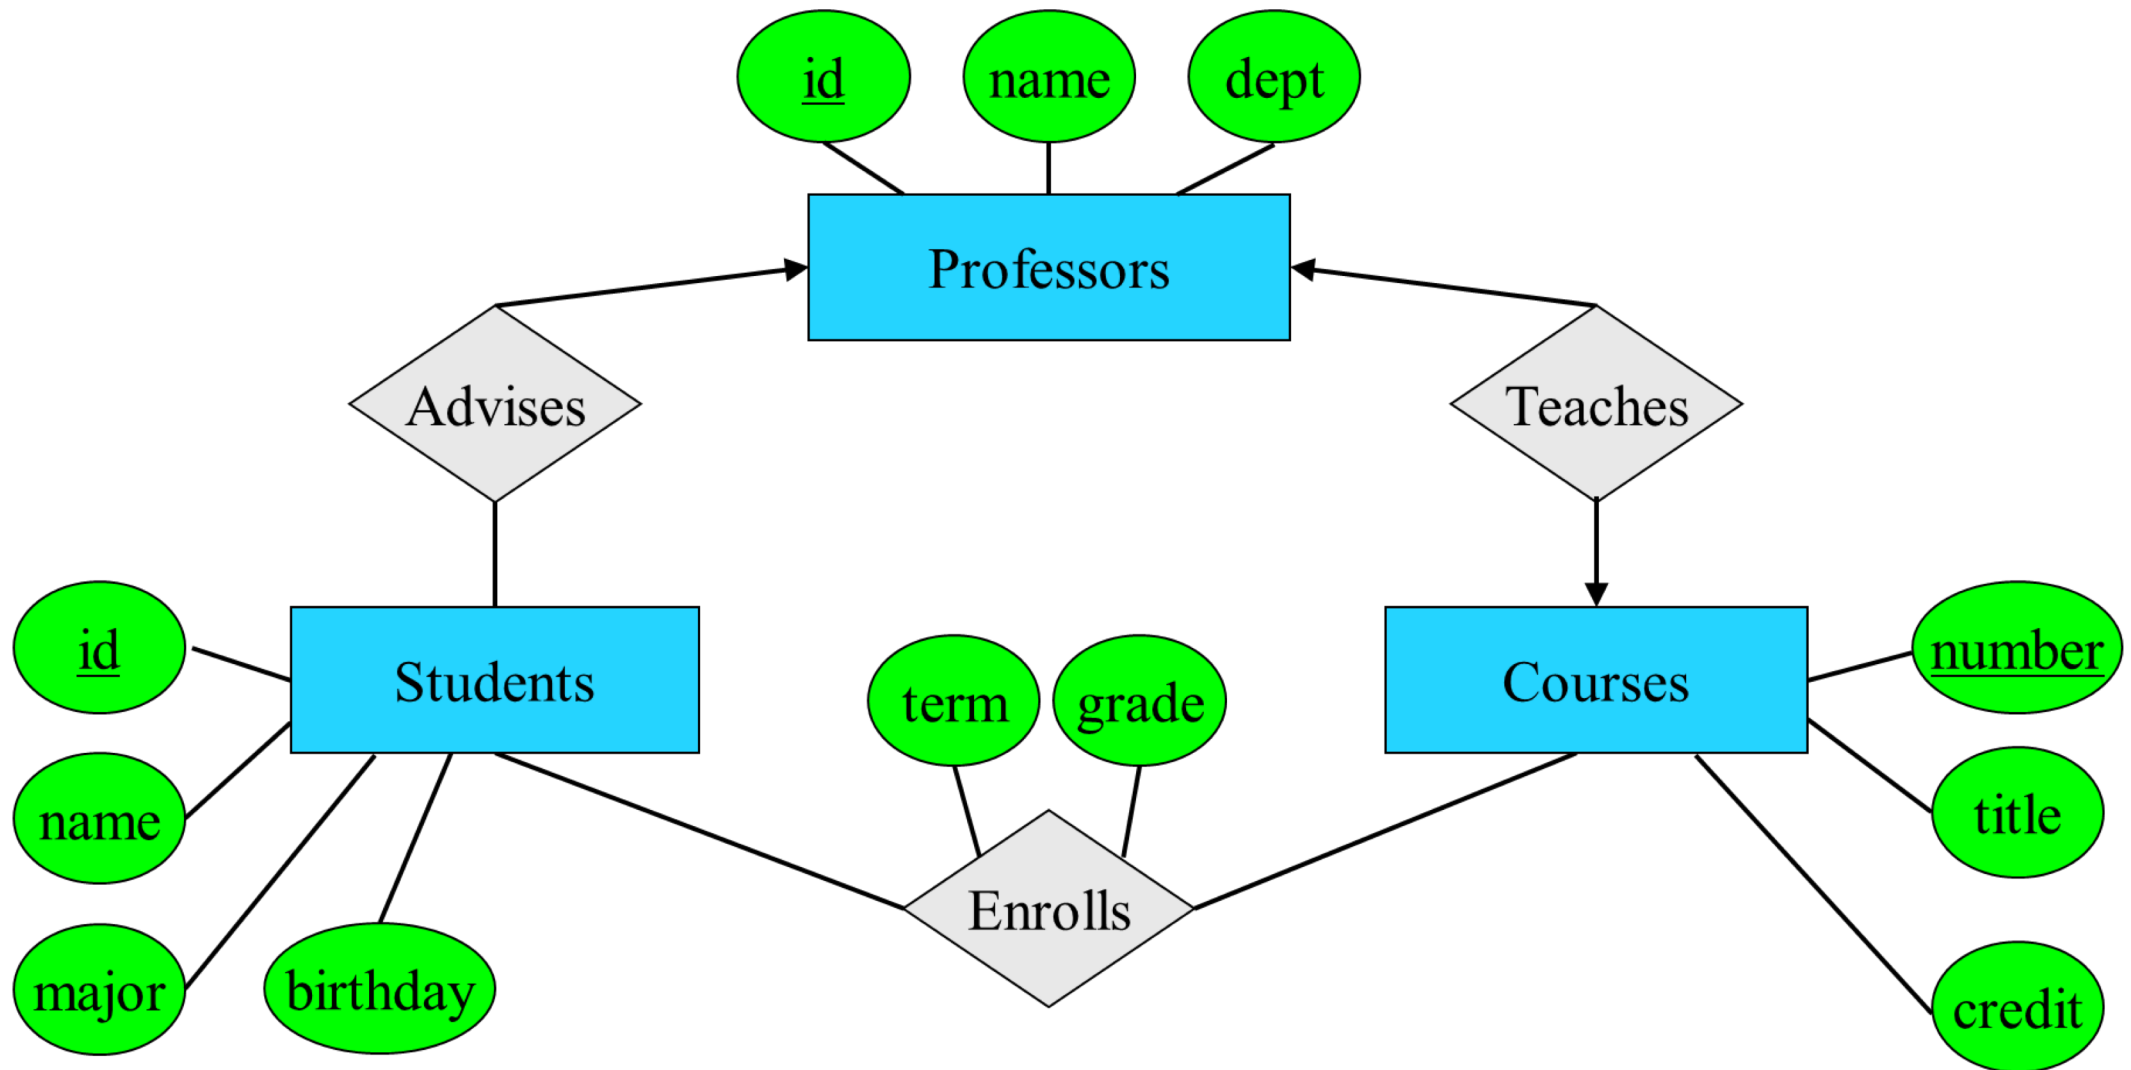 id
name
dept
Professors
Advises
Teaches
id
Students
term
grade
Courses
number
name
title
major
birthday
Enrolls
credit